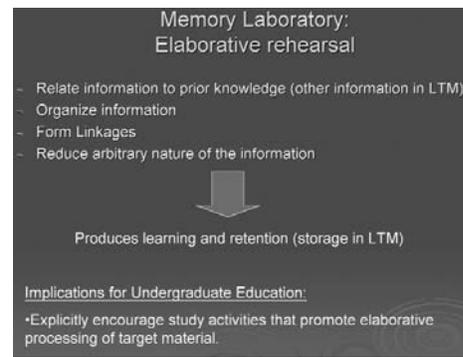 Memory Laboratory:
Elaborative rehearsal
~ Relate information to prior knowledge (other information in LTM)
~ Organize information
~ Form Linkages
~ Reduce arbitrary nature of the information
Produces learning and retention (storage in LTM)
Implications for Undergraduate Education:
•Explicitly encourage study activities that promote elaborative
processing of target material.